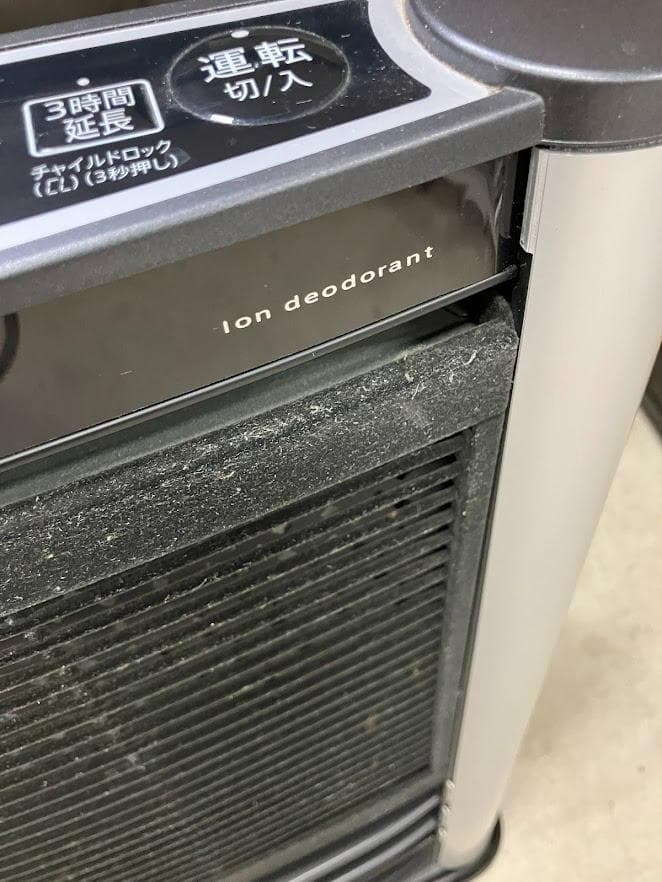 運転
切/入
3時間
延長
チャイルドロック
(CL)(3秒押し)
Ion deodorant